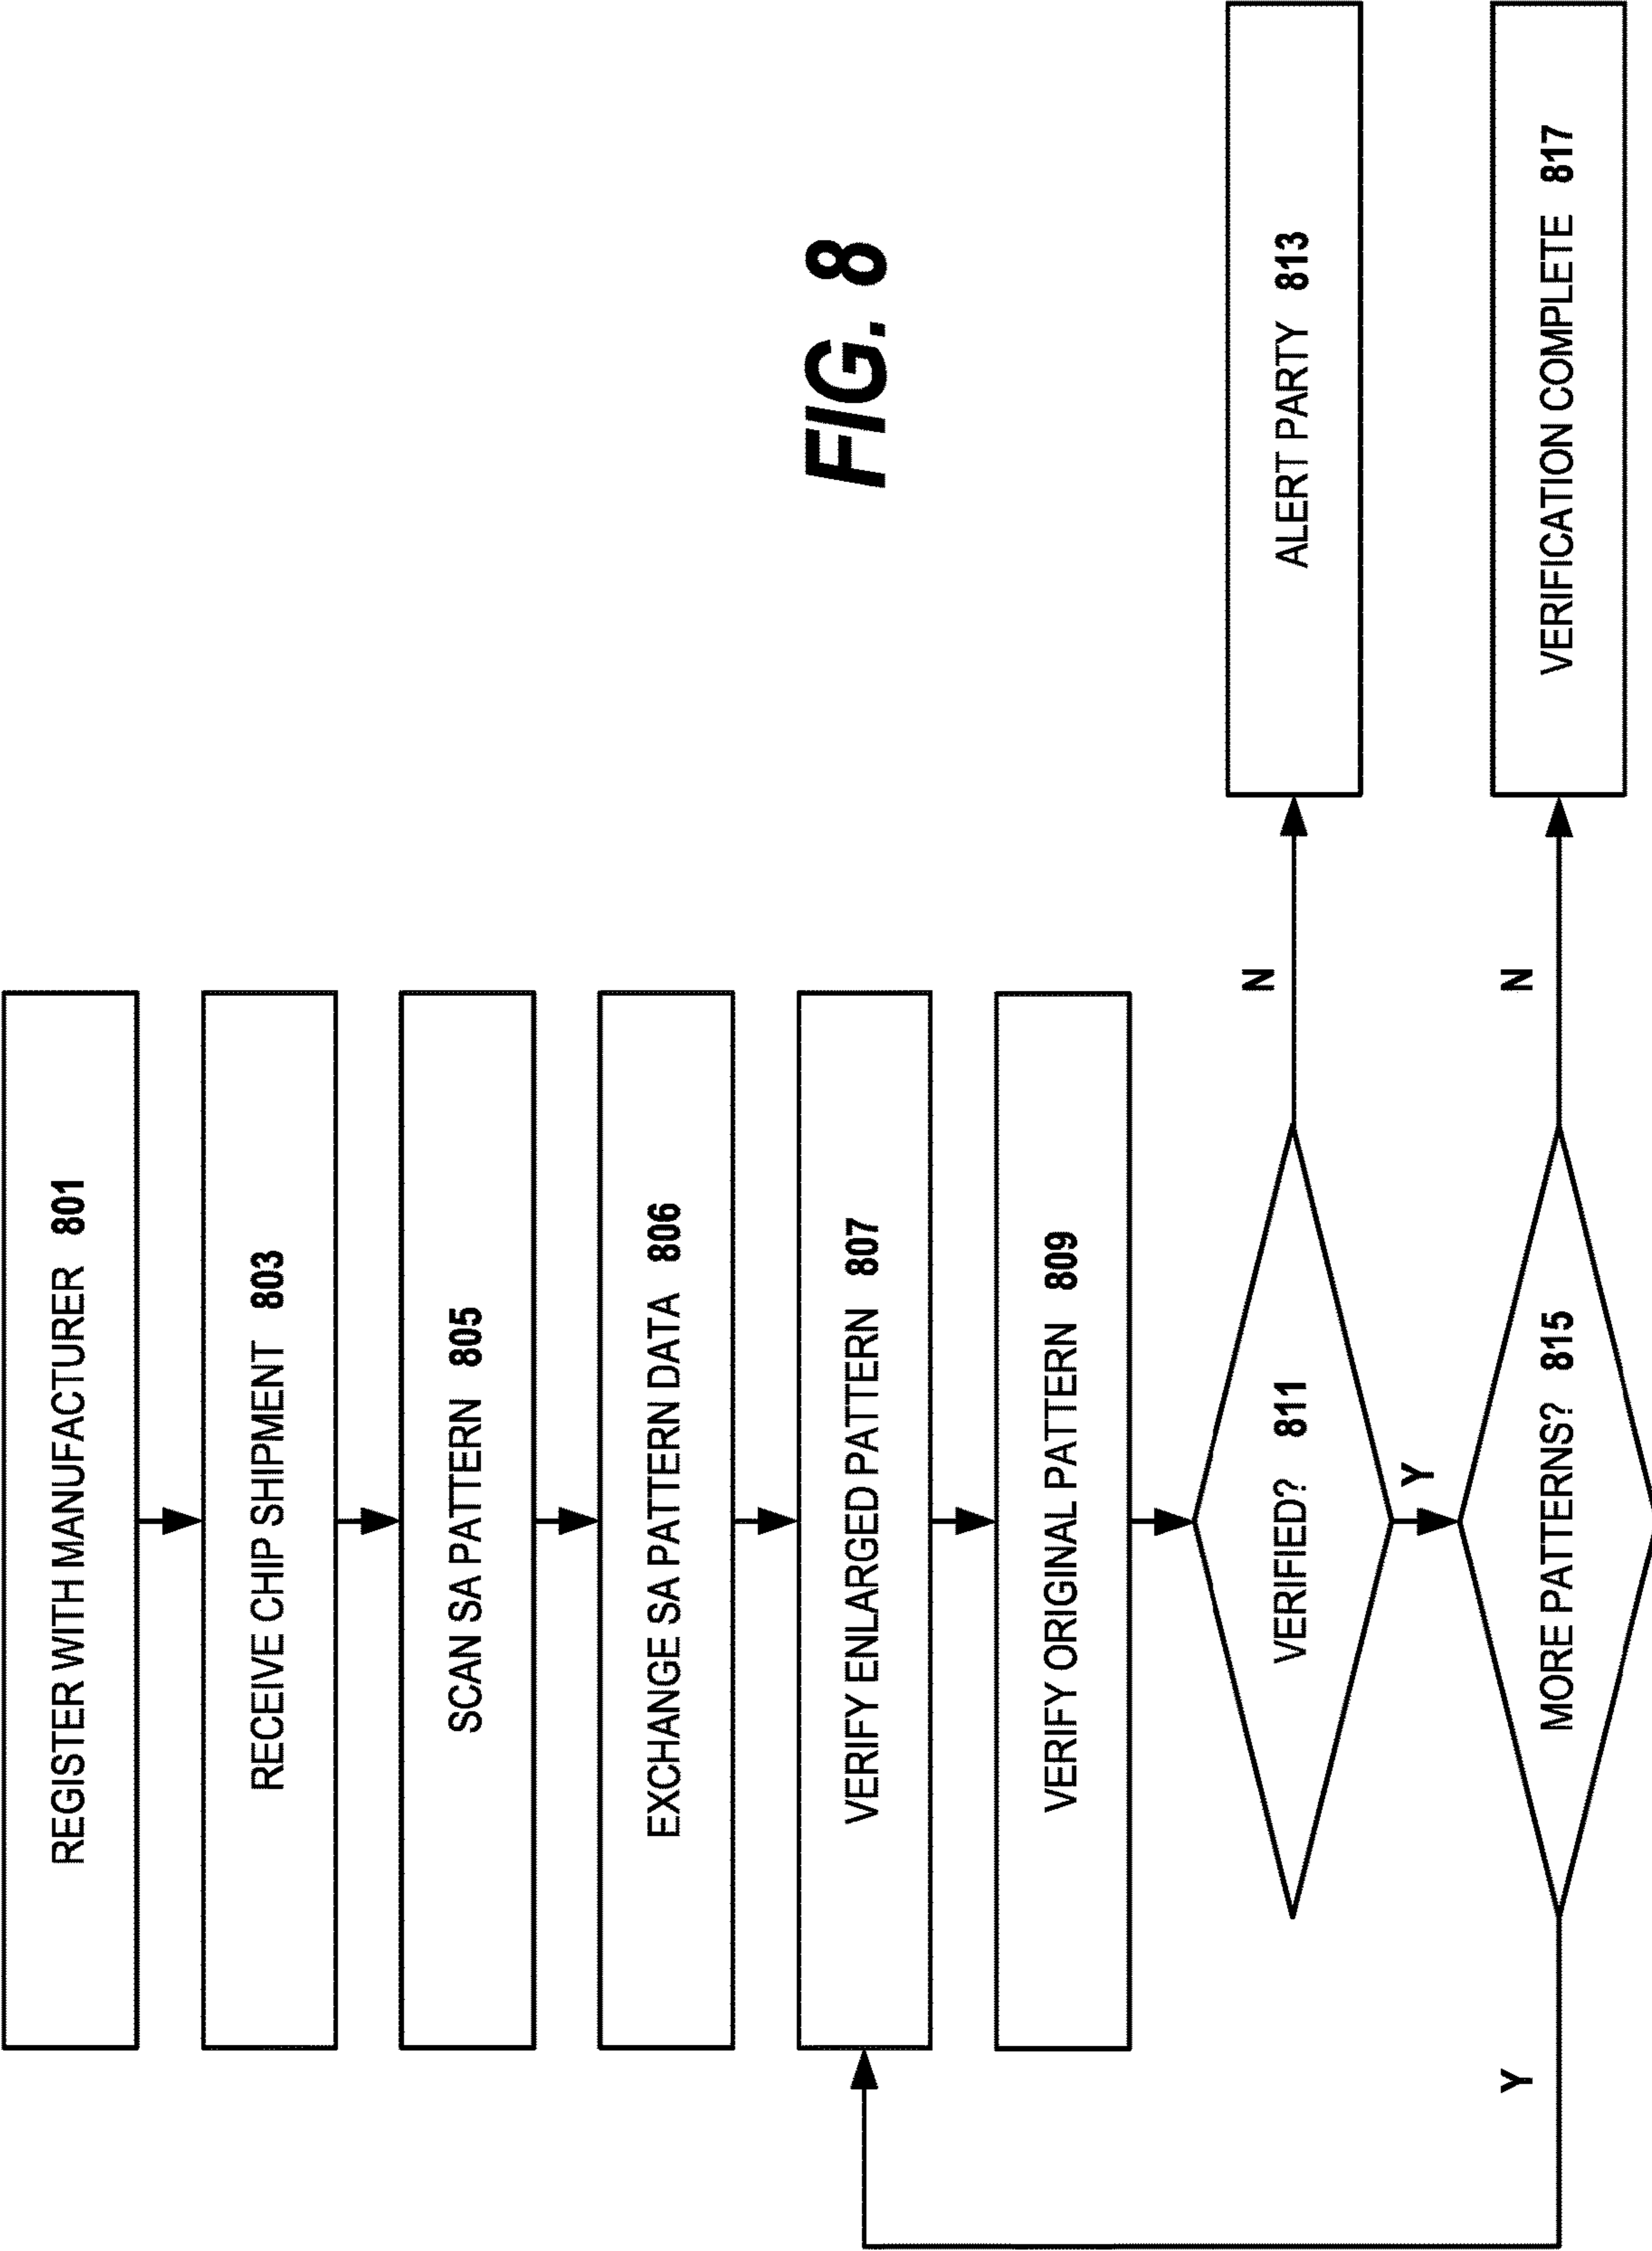 REGISTER WITH MANUFACTURER 801
RECEIVE CHIP SHIPMENT 803
SCAN SA PATTERN 805
EXCHANGE SA PATTERN DATA 806
VERIFY ENLARGED PATTERN 807
VERIFY ORIGINAL PATTERN 809
VERIFIED? 811
N
ALERT PARTY 813
Y
MORE PATTERNS? 815
Y
N
VERIFICATION COMPLETE 817
FIG. 8